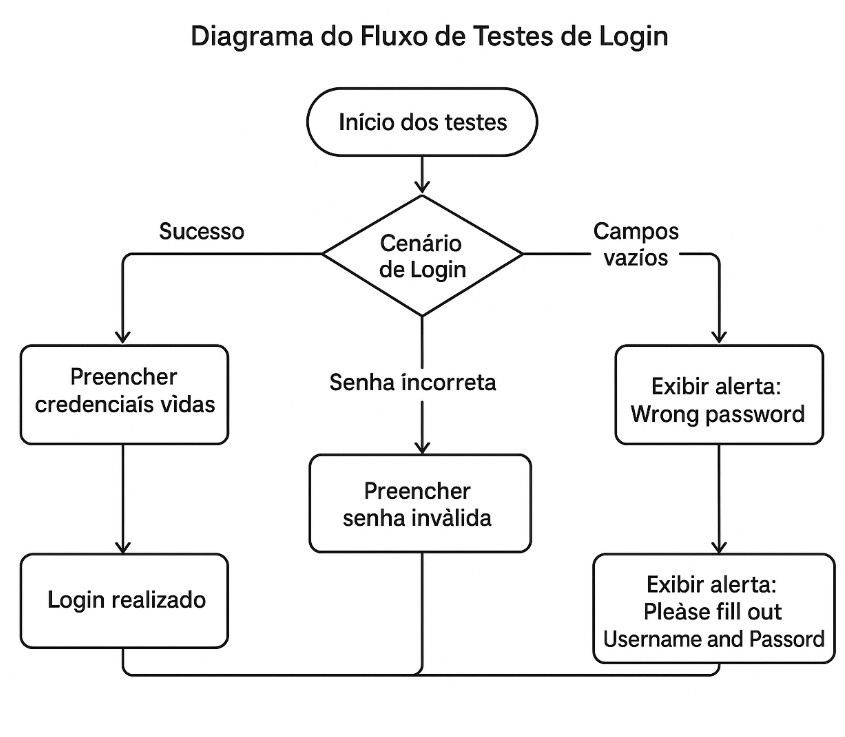 Diagrama do Fluxo de Testes de Login
Início dos testes
Cenário
de Login
Sucesso
Campos
vazíos
Senha íncorreta
Preencher
credenciaís vìdas
Exibir alerta:
Wrong password
Preencher
senha invàlida
Login realizado
Exibir alerta:
Pleàse fill out
Username and Passord